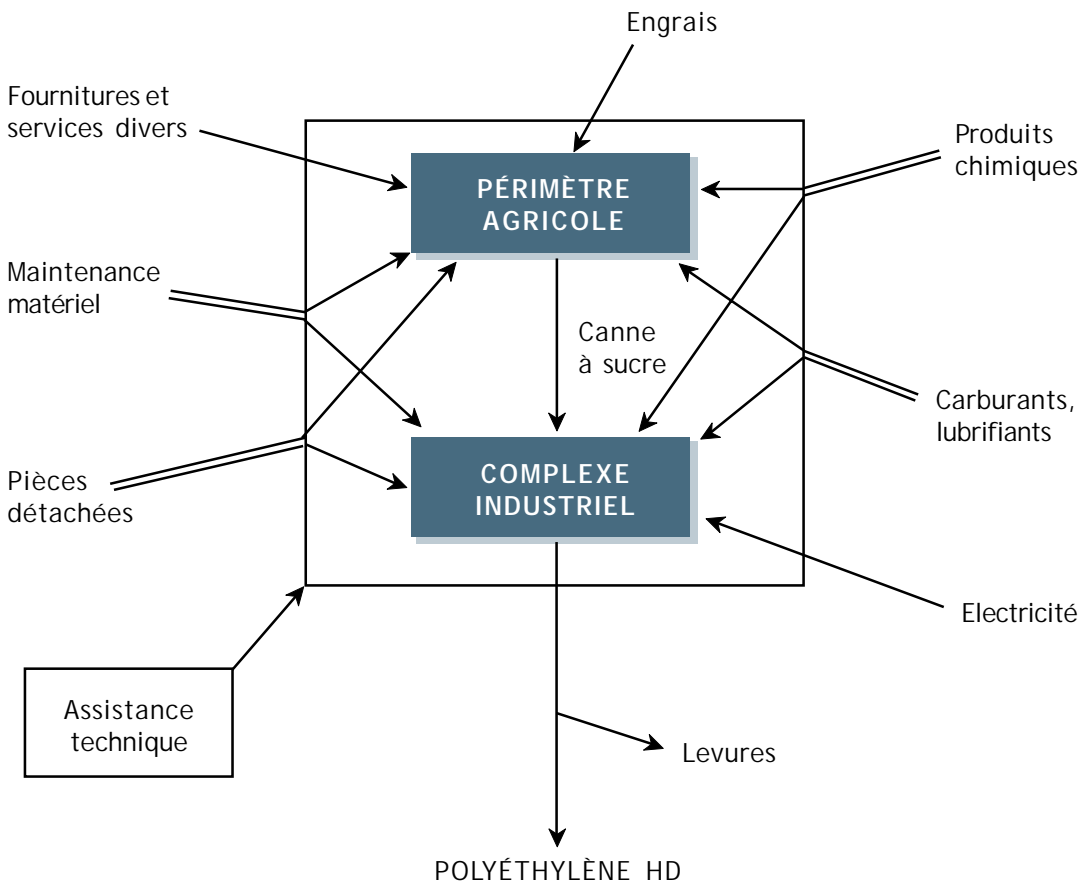 Engrais
Fournitures et
services divers
Produits
chimiques
PÉRIMÈTRE
AGRICOLE
Maintenance
matériel
Canne
à sucre
Carburants,
lubrifiants
Pièces
détachées
COMPLEXE
INDUSTRIEL
Electricité
Assistance
technique
Levures
POLYÉTHYLÈNE HD